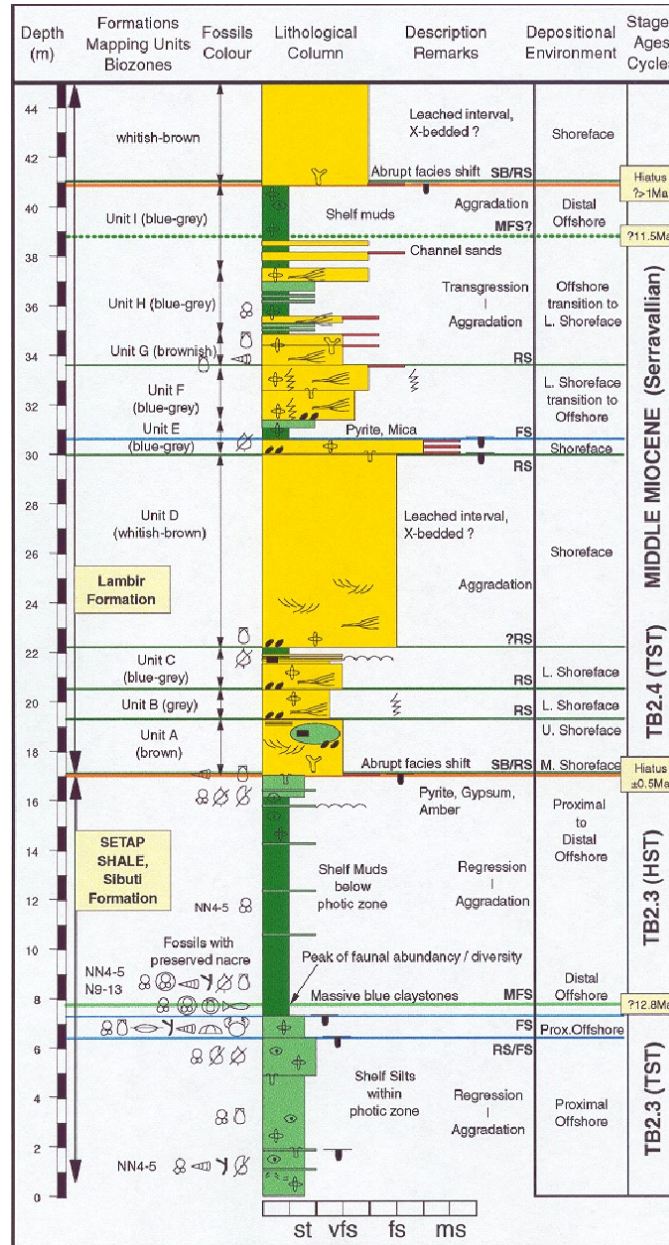 Depth
(m)
Formations
Mapping Units
Biozones
Fossils
Colour
Lithological
Column
Description
Remarks
Depositional
Environment
Stage
Ages
Cycles
44
42
40
38
36
34
32
30
28
26
24
22
20
18
16
14
12
10
8
6
4
2
0
whitish-brown
Leached interval,
X-bedded ?
Shoreface
Abrupt facies shift
SB/RS
Hiatus
?>1Ma
Unit I (blue-grey)
Shelf muds
Aggradation
MFS?
Distal
Offshore
?11.5Ma
Channel sands
Unit H (blue-grey)
Transgression
I
Aggradation
Offshore
transition to
L. Shoreface
Unit G (brownish)
RS
Unit F
(blue-grey)
L. Shoreface
transition to
Offshore
Unit E
(blue-grey)
Pyrite, Mica
FS
Shoreface
RS
Unit D
(whitish-brown)
Leached interval,
X-bedded ?
Shoreface
Aggradation
Lambir
Formation
?RS
Unit C
(blue-grey)
L. Shoreface
RS
Unit B (grey)
L. Shoreface
RS
Unit A
(brown)
U. Shoreface
Abrupt facies shift
SB/RS
M. Shoreface
Hiatus
±0.5Ma
MIDDLE MIOCENE (Serravallian)
TB2.4 (TST)
Pyrite, Gypsum,
Amber
Proximal
to
Distal
Offshore
SETAP
SHALE,
Sibuti
Formation
Shelf Muds
below
photic zone
Regression
I
Aggradation
NN4-5
Fossils with
preserved nacre
Peak of faunal abundance / diversity
NN4-5
N9-13
Massive blue claystones
MFS
Distal
Offshore
?12.8Ma
TB2.3 (HST)
FS
Prox.Offshore
RS/FS
Shelf Silts
within
photic zone
Regression
I
Aggradation
Proximal
Offshore
NN4-5
TB2.3 (TST)
st vfs fs ms